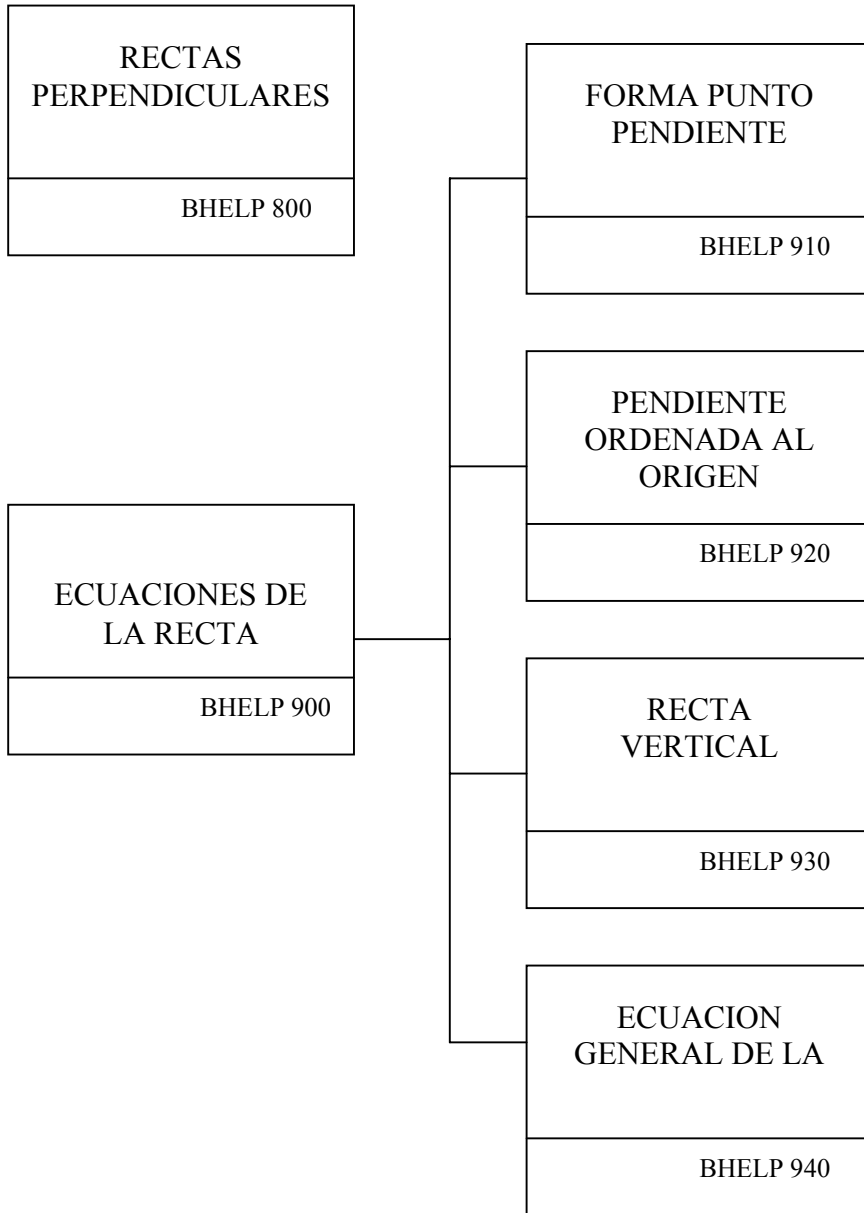 RECTAS
PERPENDICULARES
BHELP 800
FORMA PUNTO
PENDIENTE
BHELP 910
PENDIENTE
ORDENADA AL
ORIGEN
BHELP 920
ECUACIONES DE
LA RECTA
BHELP 900
RECTA
VERTICAL
BHELP 930
ECUACION
GENERAL DE LA
BHELP 940